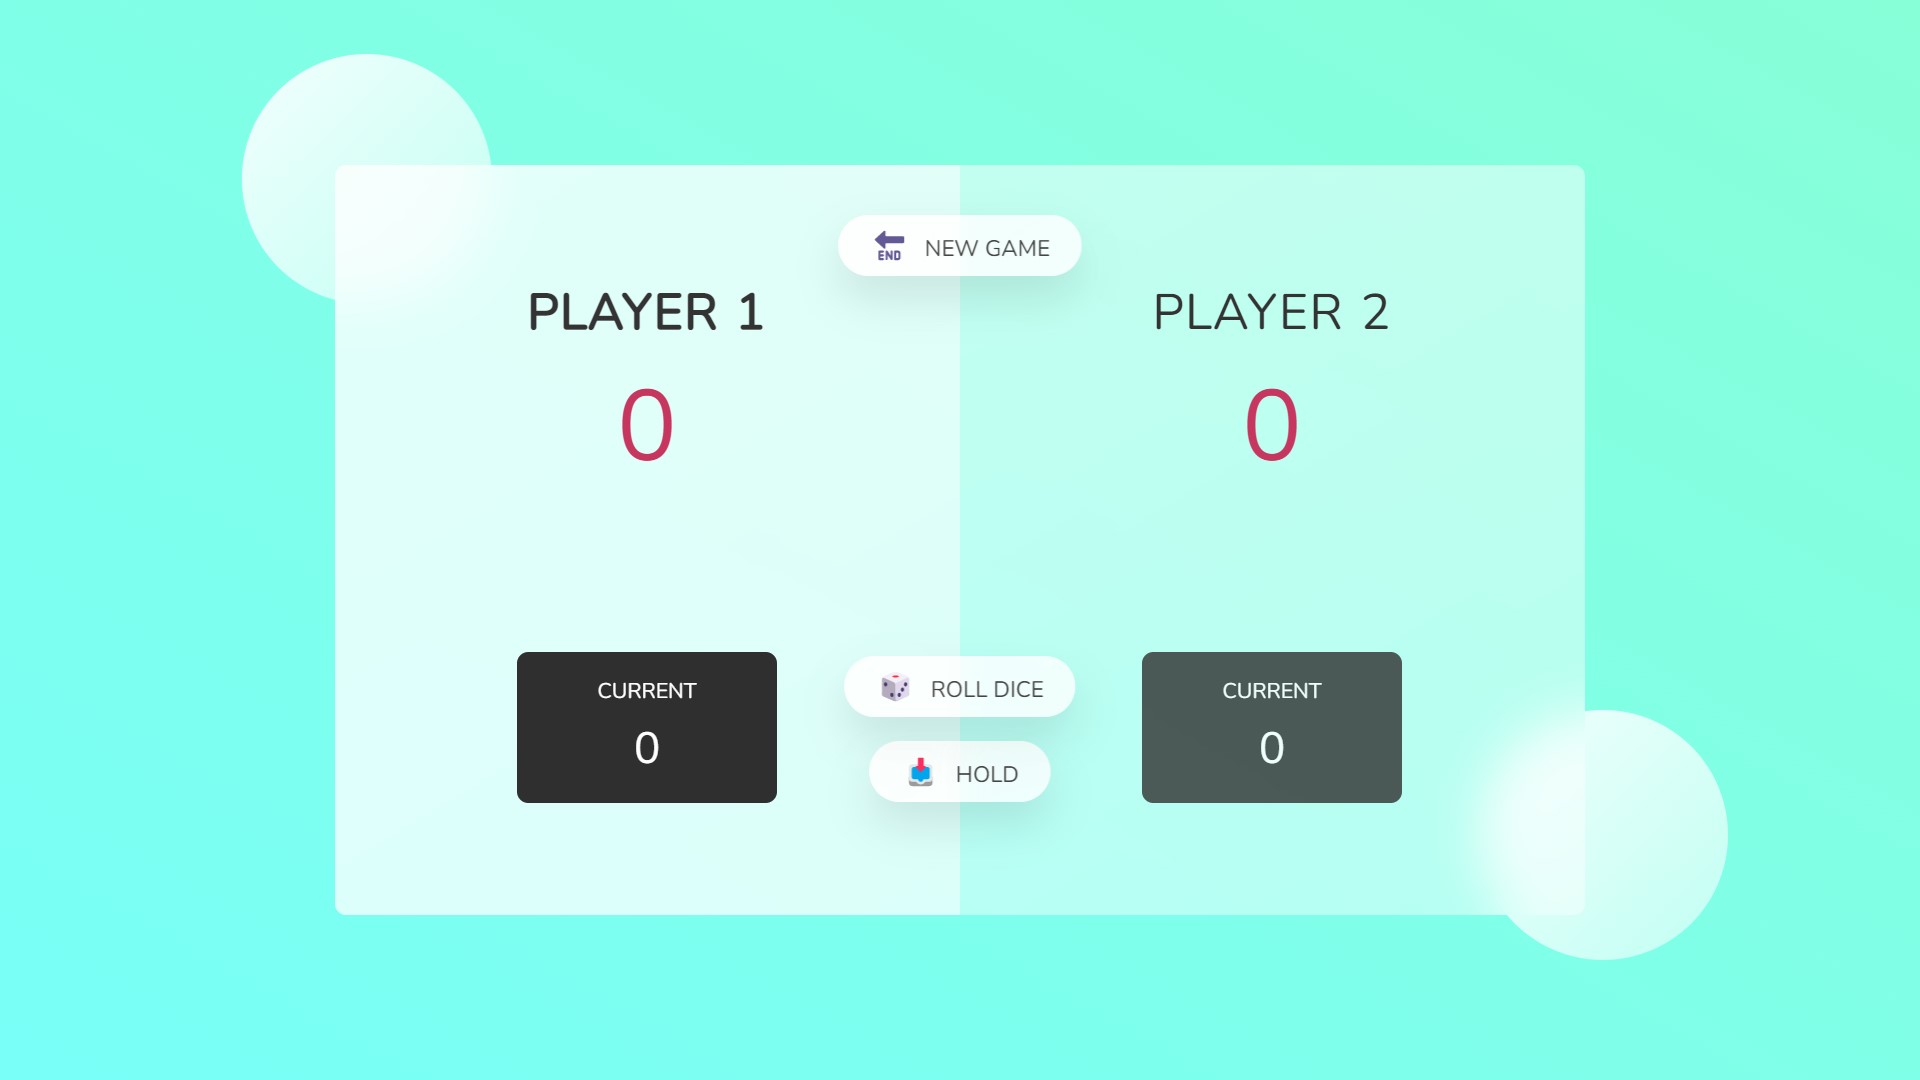 END NEW GAME
PLAYER 1
0
PLAYER 2
0
CURRENT
0
ROLL DICE
HOLD
CURRENT
0